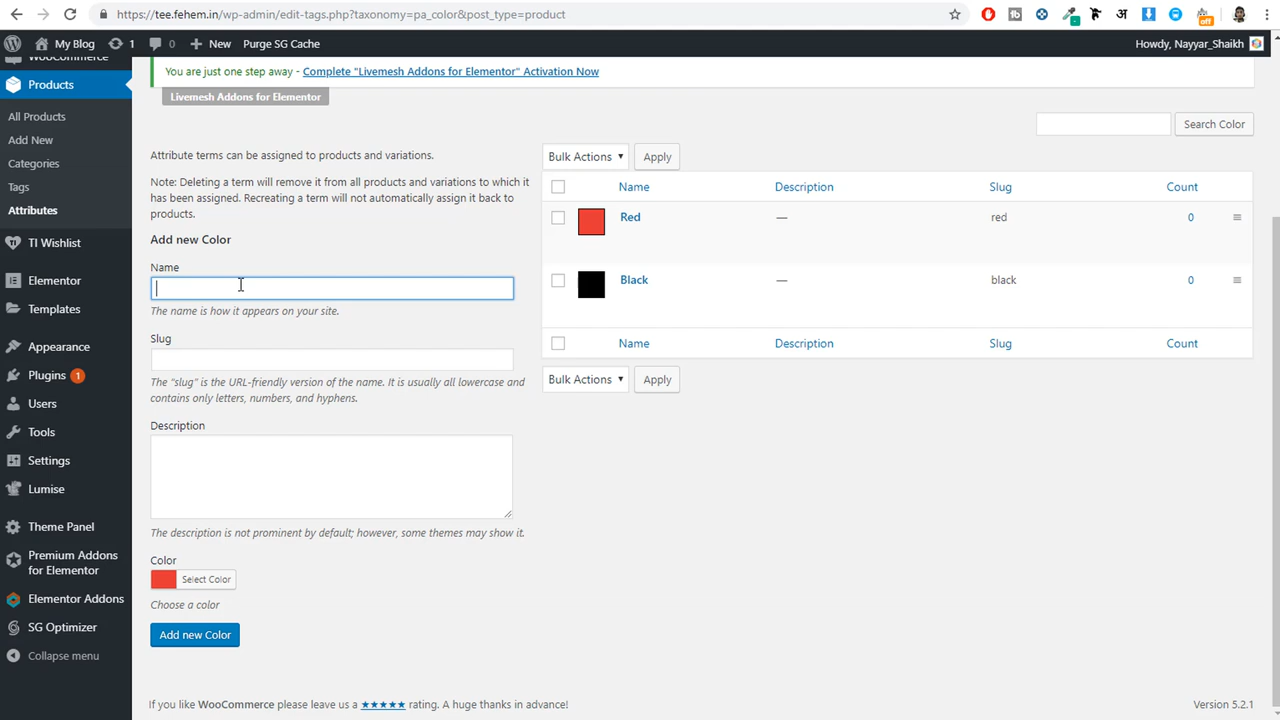 https://tee.fehem.in/wp-admin/edit-tags.php?taxonomy=pa_color&post_type=product
My Blog 1 0 New Purge SG Cache Howdy, Nayyar_Shaikh
WooCommerce
Products
All Products
Add New
Categories
Tags
Attributes
TI Wishlist
Elementor
Templates
Appearance
Plugins 1
Users
Tools
Settings
Lumise
Theme Panel
Premium Addons
for Elementor
Elementor Addons
SG Optimizer
Collapse menu
You are just one step away - Complete "Livemesh Addons for Elementor" Activation Now
Livemesh Addons for Elementor
Search Color
Attribute terms can be assigned to products and variations.
Note: Deleting a term will remove it from all products and variations to which it
has been assigned. Recreating a term will not automatically assign it back to
products.
Add new Color
Name
The name is how it appears on your site.
Slug
The "slug" is the URL-friendly version of the name. It is usually all lowercase and
contains only letters, numbers, and hyphens.
Description
The description is not prominent by default; however, some themes may show it.
Color
Select Color
Choose a color
Add new Color
Bulk Actions Apply
Name Description Slug Count
Red — red 0
Black — black 0
Name Description Slug Count
Bulk Actions Apply
If you like WooCommerce please leave us a ★★★★★ rating. A huge thanks in advance! Version 5.2.1